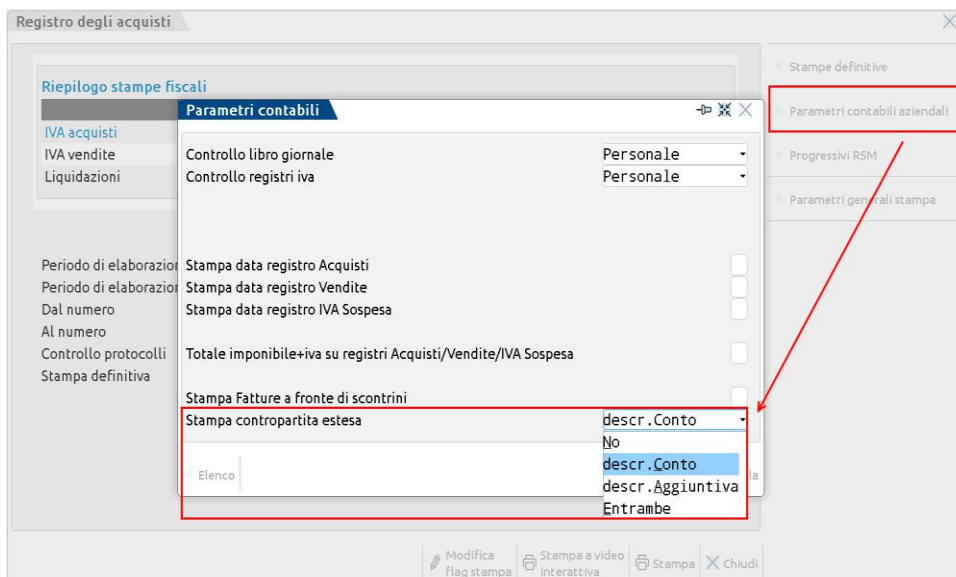 Registro degli acquisti
Stampe definitive
Riepilogo stampe fiscali
Parametri contabili
Parametri contabili aziendali
IVA acquisti
IVA vendite
Liquidazioni
Controllo libro giornale Personale
Controllo registri iva Personale
Progressivi RSM
Parametri generali stampa
Periodo di elaborazion
Stampa data registro Acquisti
Periodo di elaborazion
Stampa data registro Vendite
Dal numero
Stampa data registro IVA Sospesa
Al numero
Controllo protocolli
Totale imponibile+iva su registri Acquisti/Vendite/IVA Sospesa
Stampa definitiva
Stampa Fatture a fronte di scontrini
Stampa contropartita estesa descr.Conto
No
descr.Conto
descr.Aggiuntiva
Entrambe
Elenco
Modifica
flag stampa
Stampa a video
interattiva
Stampa
Chiudi